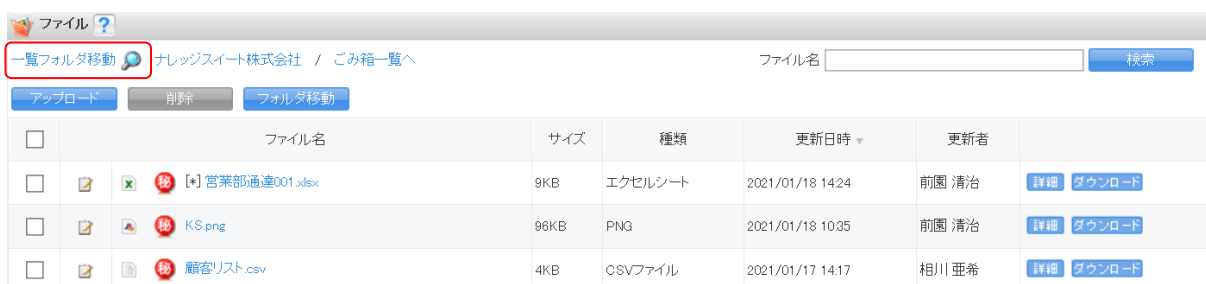 ファイル ?
一覧フォルダ移動 ナレッジスイート株式会社 / ごみ箱一覧へ ファイル名 検索
アップロード 削除 フォルダ移動
ファイル名 サイズ 種類 更新日時 更新者
秘 [*] 営業部通達001.xlsx 9KB エクセルシート 2021/01/18 14:24 前園 清治 詳細 ダウンロード
秘 KS.png 96KB PNG 2021/01/18 10:35 前園 清治 詳細 ダウンロード
秘 顧客リスト.csv 4KB CSVファイル 2021/01/17 14:17 相川 亜希 詳細 ダウンロード